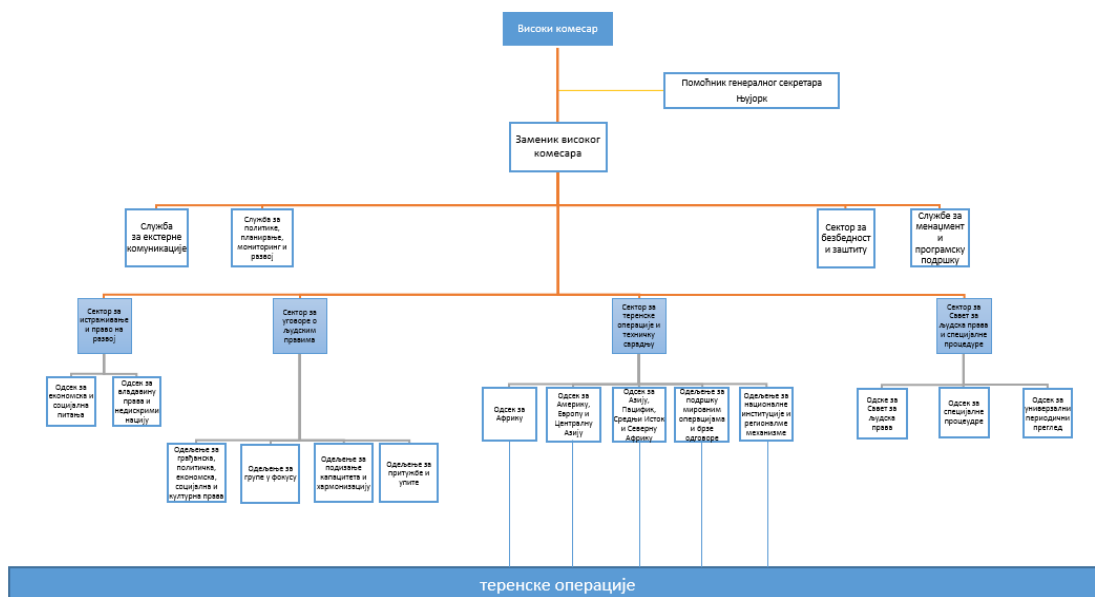 Високи комесар
Помоћник генералног секретара
Њујорк
Заменик високог
комесара
Служба
за екстерне
комуникације
Служба за
политике,
планирање,
мониторинг и
развој
Сектор за
безбедност
и заштиту
Службе за
менаџмент
и
програмску
подршку
Сектор за
истраживање
и право на
развој
Сектор за
уговоре о
људским
правима
Сектор за
теренске
операције и
техничку
сарадњу
Сектор за
Савет за
људска права
и специјалне
процедуре
Одсек за
економска и
социјална
питања
Одсек за
владавину
права и
недискрими
нацију
Одсек за
Африку
Одсек за
Америку,
Европу и
Централну
Азију
Одсек за
Азију,
Пацифик,
Средњи Исток
и Северну
Африку
Одељење за
подршку
мировним
операцијама
и брзе
одговоре
Одељење за
националне
институције и
регионалме
механизме
Одске за
Савет за
људска
права
Одсек за
специјалне
процеудре
Одсек за
универзални
периодични
преглед
Одељење за
грађанска,
политичка,
економска,
социјална и
културна права
Одељење за
групе у фокусу
Одељење за
подизање
капацитета и
хармонизацију
Одељење за
притужбе и
упите
теренске операције